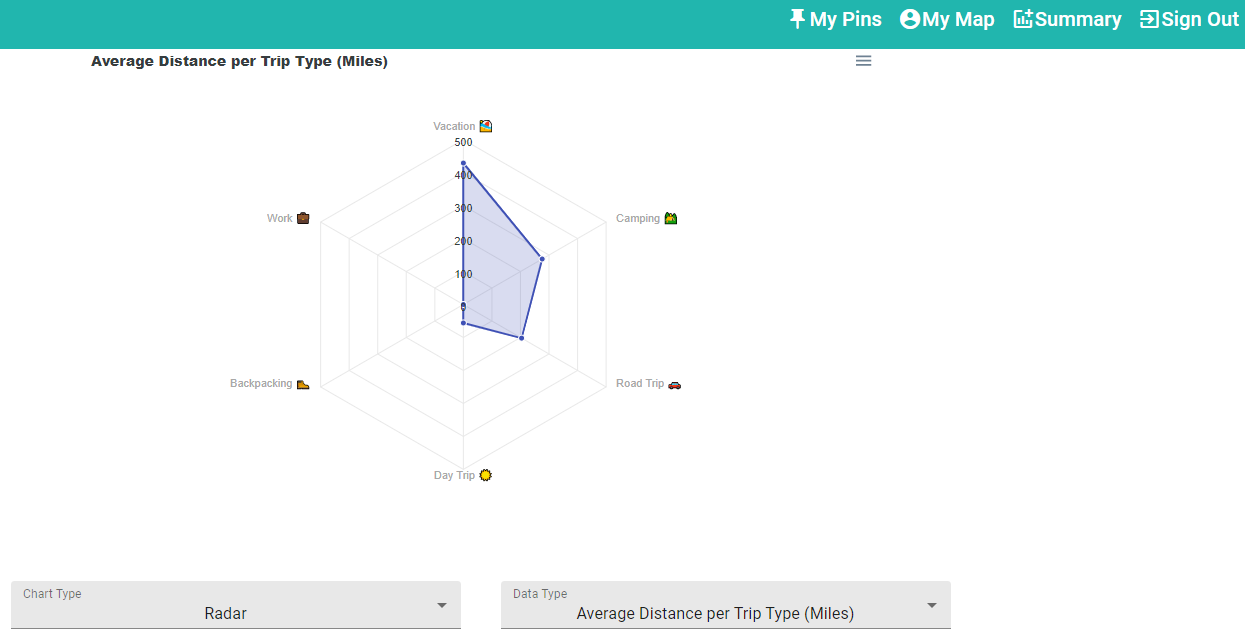 My Pins My Map Summary Sign Out
Average Distance per Trip Type (Miles)
Vacation
500
400
300
200
100
0
Work
Camping
Backpacking
Road Trip
Day Trip
Chart Type
Radar
Data Type
Average Distance per Trip Type (Miles)